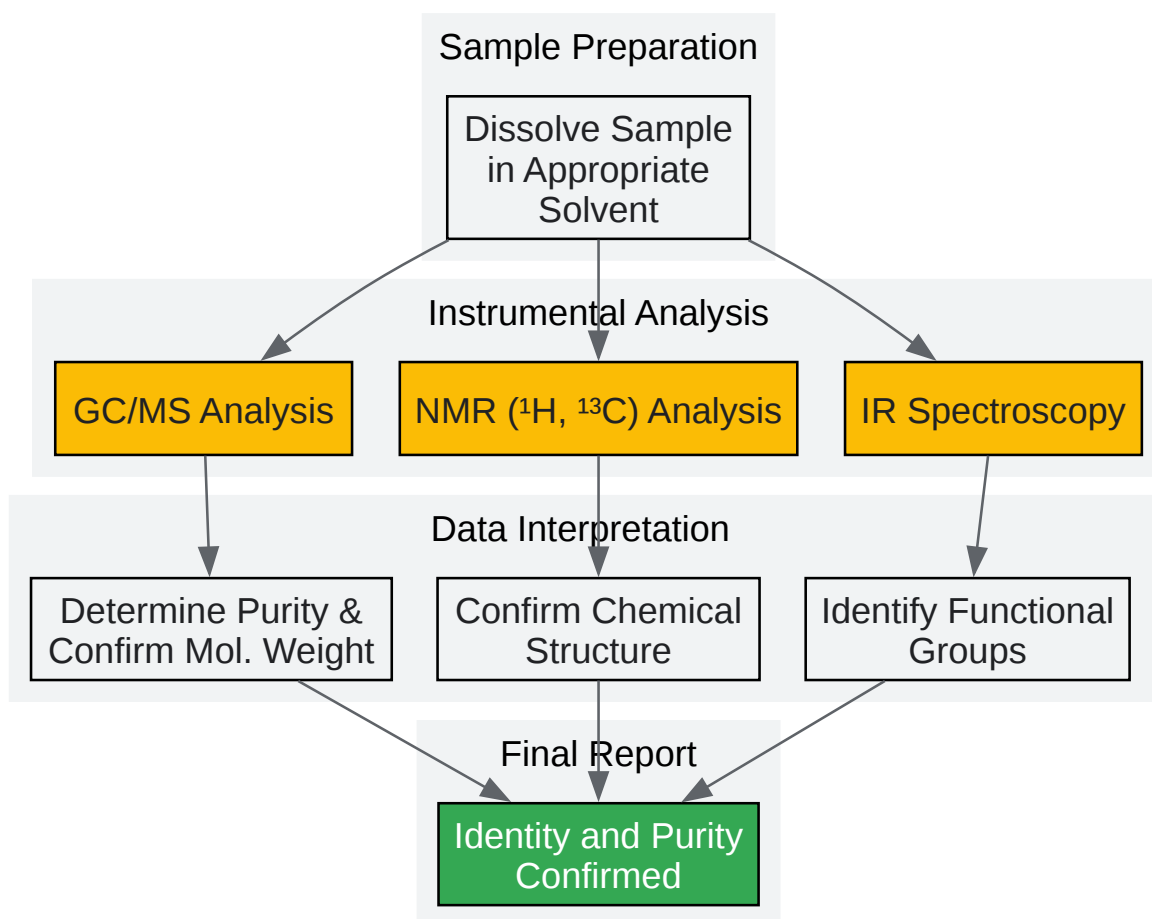 Sample Preparation
Dissolve Sample
in Appropriate
Solvent
Instrumental Analysis
GC/MS Analysis
NMR (¹H, ¹³C) Analysis
IR Spectroscopy
Data Interpretation
Determine Purity &
Confirm Mol. Weight
Confirm Chemical
Structure
Identify Functional
Groups
Final Report
Identity and Purity
Confirmed